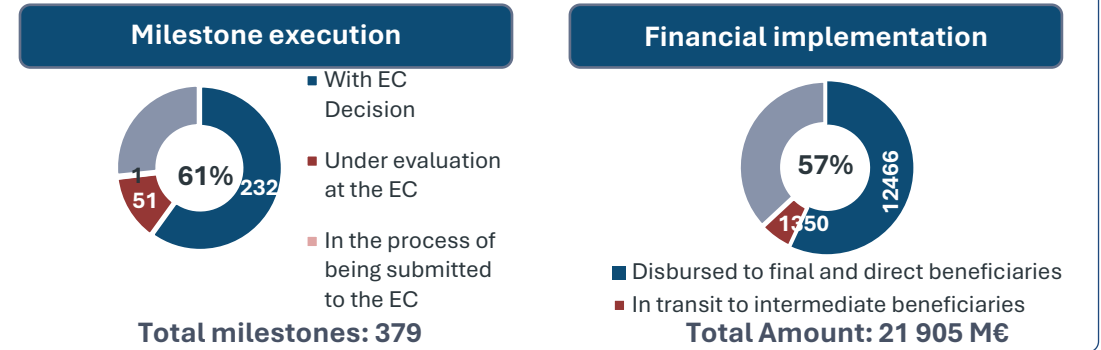 Milestone execution
With EC
Decision
Under evaluation
at the EC
In the process of
being submitted
to the EC
1
61%
232
51
Total milestones: 379
Financial implementation
57%
12466
1350
Disbursed to final and direct beneficiaries
In transit to intermediate beneficiaries
Total Amount: 21 905 M€